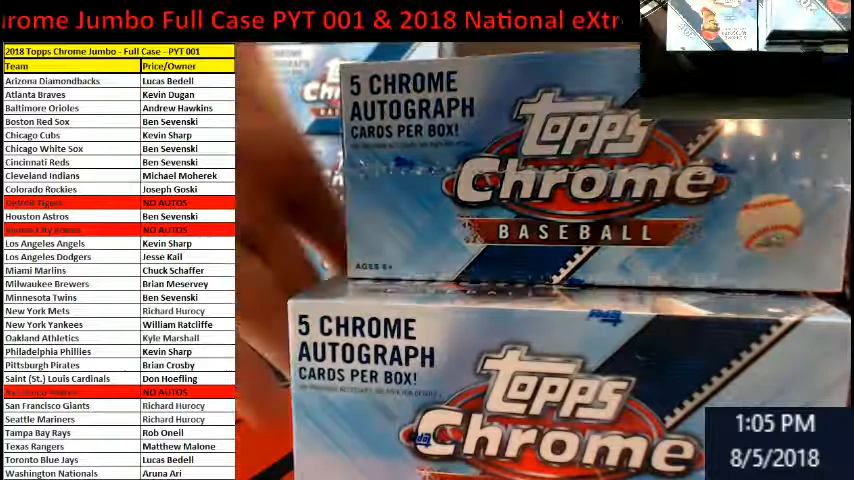 rome Jumbo Full Case PYT 001 & 2018 National eXtr
2018 Topps Chrome Jumbo - Full Case - PYT 001
Team Price/Owner
Arizona Diamondbacks Lucas Bedell
Atlanta Braves Kevin Dugan
Baltimore Orioles Andrew Hawkins
Boston Red Sox Ben Sevenski
Chicago Cubs Kevin Sharp
Chicago White Sox Ben Sevenski
Cincinnati Reds Ben Sevenski
Cleveland Indians Michael Moherek
Colorado Rockies Joseph Goski
Detroit Tigers NO AUTOS
Houston Astros Ben Sevenski
Kansas City Royals NO AUTOS
Los Angeles Angels Kevin Sharp
Los Angeles Dodgers Jesse Kail
Miami Marlins Chuck Schaffer
Milwaukee Brewers Brian Meservey
Minnesota Twins Ben Sevenski
New York Mets Richard Hurocy
New York Yankees William Ratcliffe
Oakland Athletics Kyle Marshall
Philadelphia Phillies Kevin Sharp
Pittsburgh Pirates Brian Crosby
Saint (St.) Louis Cardinals Don Hoefling
NO AUTOS
San Francisco Giants Richard Hurocy
Seattle Mariners Richard Hurocy
Tampa Bay Rays Rob Oneil
Texas Rangers Matthew Malone
Toronto Blue Jays Lucas Bedell
Washington Nationals Aruna Ari
5 CHROME
AUTOGRAPH
CARDS PER BOX!
Topps
Chrome
BASEBALL
AGES 6+
5 CHROME
AUTOGRAPH
CARDS PER BOX!
Topps
Chrome
1:05 PM
8/5/2018